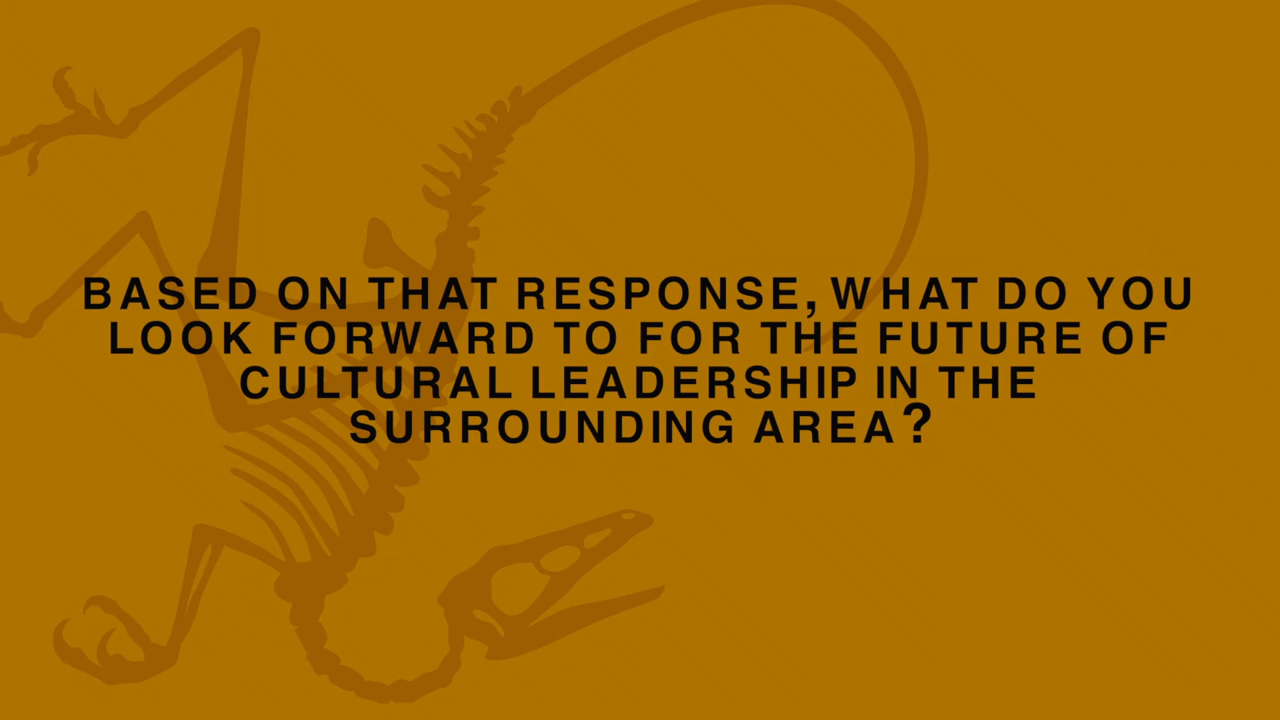 BASED ON THAT RESPONSE, WHAT DO YOU
LOOK FORWARD TO FOR THE FUTURE OF
CULTURAL LEADERSHIP IN THE
SURROUNDING AREA?